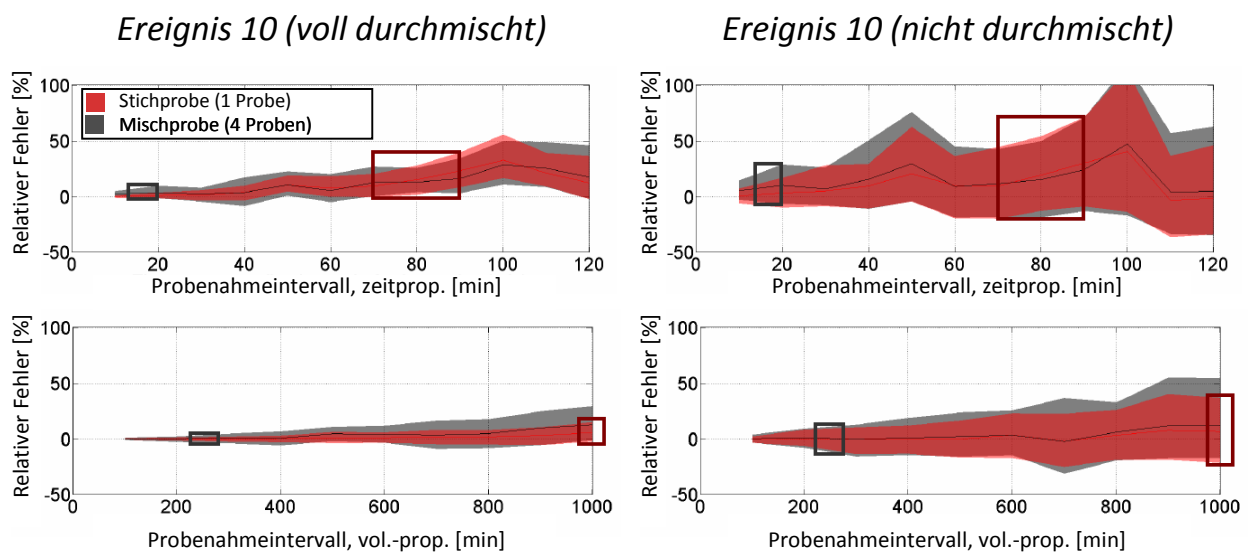 Ereignis 10 (voll durchmischt)
Relativer Fehler [%]
100
50
0
-50
Stichprobe (1 Probe)
Mischprobe (4 Proben)
0 20 40 60 80 100 120
Probenahmeintervall, zeitprop. [min]
Ereignis 10 (nicht durchmischt)
Relativer Fehler [%]
100
50
0
-50
0 20 40 60 80 100 120
Probenahmeintervall, zeitprop. [min]
Relativer Fehler [%]
100
50
0
-50
200 400 600 800 1000
Probenahmeintervall, vol.-prop. [min]
Relativer Fehler [%]
100
50
0
-50
200 400 600 800 1000
Probenahmeintervall, vol.-prop. [min]